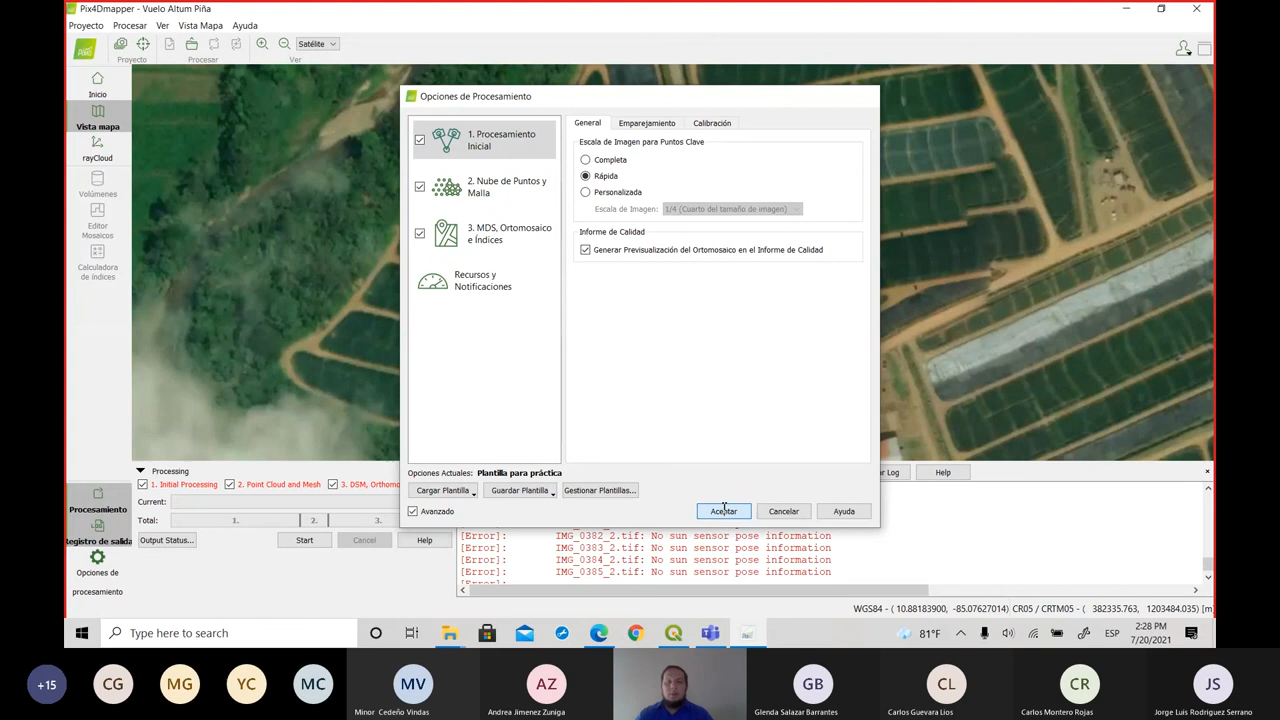 Pix4Dmapper - Vuelo Altum Piña
Proyecto Procesar Ver Vista Mapa Ayuda
Satélite
Proyecto Procesar Ver
Inicio
Vista mapa
rayCloud
Volúmenes
Editor
Mosaicos
Calculadora
de índices
Procesamiento
Registro de salida
Opciones de
procesamiento
Opciones de Procesamiento
1. Procesamiento
Inicial
2. Nube de Puntos y
Malla
3. MDS, Ortomosaico
e Índices
Recursos y
Notificaciones
General Emparejamiento Calibración
Escala de Imagen para Puntos Clave
Completa
Rápida
Personalizada
Escala de Imagen: 1/4 (Cuarto del tamaño de imagen)
Informe de Calidad
Generar Previsualización del Ortomosaico en el Informe de Calidad
Opciones Actuales: Plantilla para práctica
Cargar Plantilla Guardar Plantilla Gestionar Plantillas...
Avanzado Aceptar Cancelar Ayuda
Processing
1. Initial Processing 2. Point Cloud and Mesh 3. DSM, Orthomo
Current:
Total: 1. 2. 3.
Output Status... Start Cancel Help
Log Help
[Error]: IMG_0382_2.tif: No sun sensor pose information
[Error]: IMG_0383_2.tif: No sun sensor pose information
[Error]: IMG_0384_2.tif: No sun sensor pose information
[Error]: IMG_0385_2.tif: No sun sensor pose information
WGS84 - ( 10.88183900, -85.07627014) CR05 / CRTM05 - ( 382335.763, 1203484.035) [m]
Type here to search
81°F ESP 2:28 PM
7/20/2021
+15 CG MG YC MC MV AZ GB CL CR JS
Minor Cedeño Vindas Andrea Jimenez Zuniga Glenda Salazar Barrantes Carlos Guevara Lios Carlos Montero Rojas Jorge Luis Rodriguez Serrano